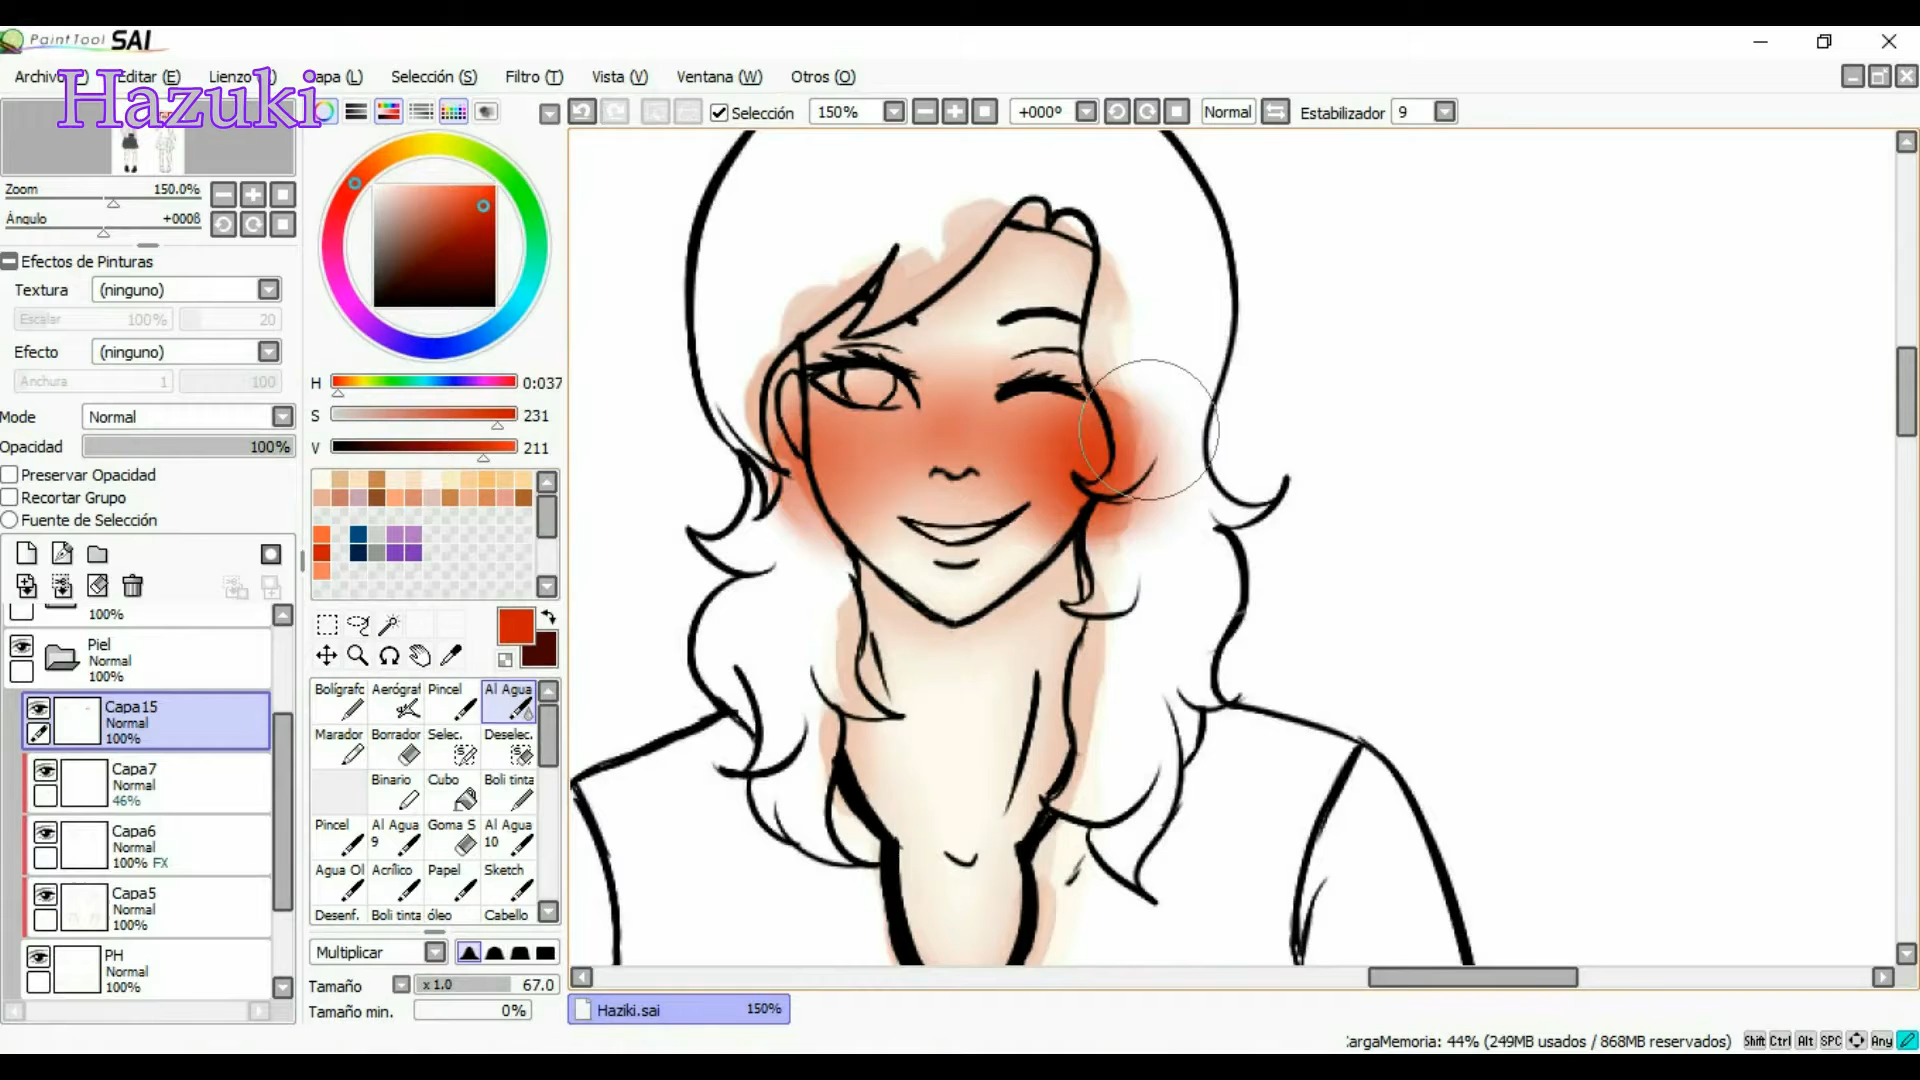 PaintTool SAI
Archivo Editar (E) Lienzo Capa (L) Selección (S) Filtro (T) Vista (V) Ventana (W) Otros (O)
Hazuki
Selección 150% +000º Normal Estabilizador 9
Zoom 150.0%
Ángulo +000ß
Efectos de Pinturas
Textura (ninguno)
Escalar 100% 20
Efecto (ninguno)
Anchura 1 100
Mode Normal
Opacidad 100%
Preservar Opacidad
Recortar Grupo
Fuente de Selección
100%
Piel
Normal
100%
Capa15
Normal
100%
Capa7
Normal
46%
Capa6
Normal
100% FX
Capa5
Normal
100%
PH
Normal
100%
H 0:037
S 231
V 211
Bolígrafc Aerógraf Pincel Al Agua
Marador Borrador Selec. Deselec.
Binario Cubo Boli tinta
Pincel Al Agua 9 Goma S Al Agua 10
Agua Ol Acrílico Papel Sketch
Desenf. Boli tinta óleo Cabello
Multiplicar
Tamaño x 1.0 67.0
Tamaño min. 0%
Haziki.sai 150%
CargaMemoria: 44% (249MB usados / 868MB reservados) Shift Ctrl Alt SPC Any